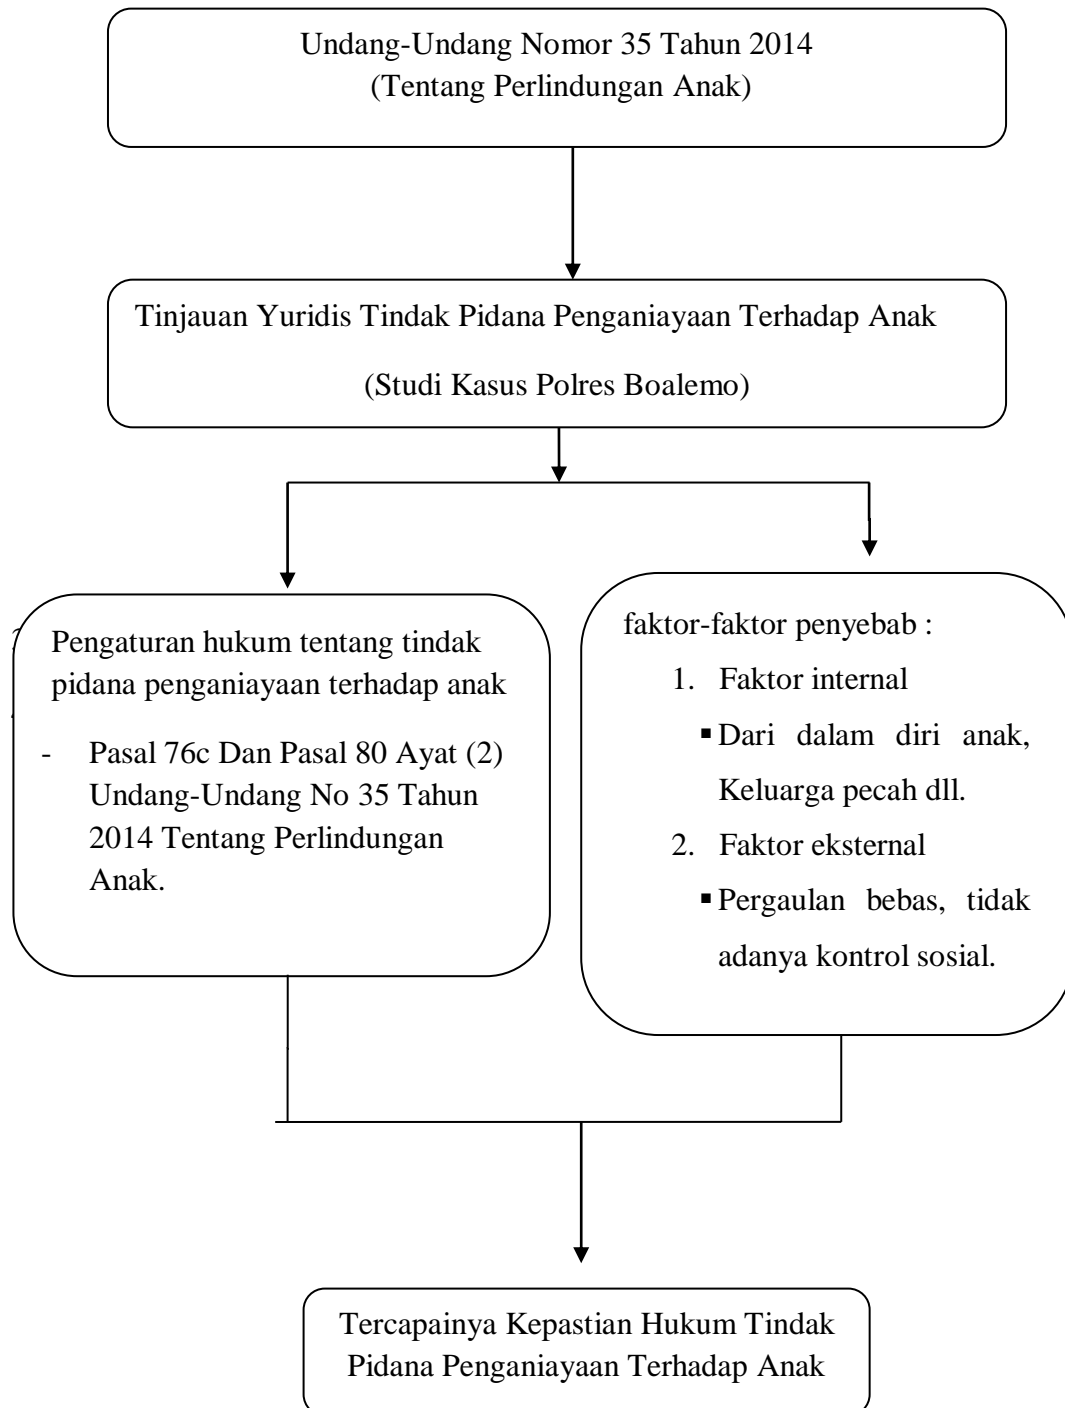 Undang-Undang Nomor 35 Tahun 2014
(Tentang Perlindungan Anak)
Tinjauan Yuridis Tindak Pidana Penganiayaan Terhadap Anak
(Studi Kasus Polres Boalemo)
Pengaturan hukum tentang tindak
pidana penganiayaan terhadap anak
- Pasal 76c Dan Pasal 80 Ayat (2)
Undang-Undang No 35 Tahun
2014 Tentang Perlindungan
Anak.
faktor-faktor penyebab :
1. Faktor internal
▪ Dari dalam diri anak,
Keluarga pecah dll.
2. Faktor eksternal
▪ Pergaulan bebas, tidak
adanya kontrol sosial.
Tercapainya Kepastian Hukum Tindak
Pidana Penganiayaan Terhadap Anak